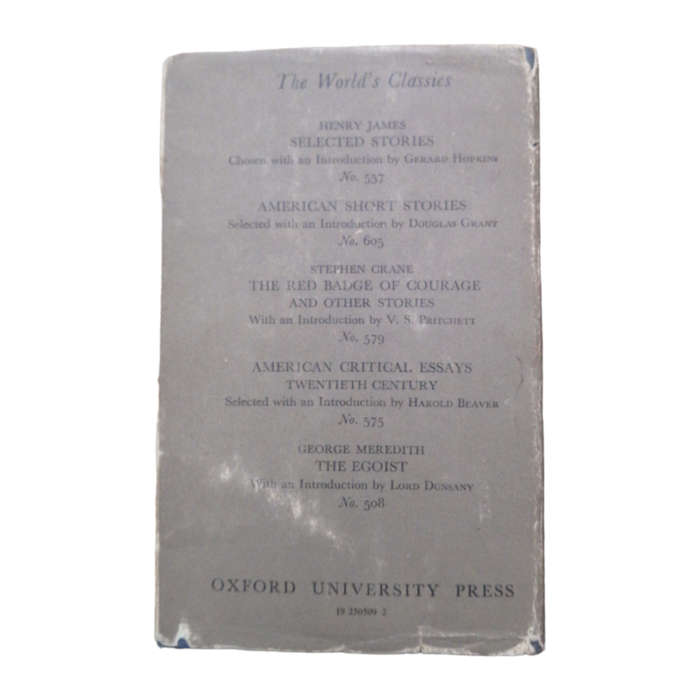 The World's Classics
HENRY JAMES
SELECTED STORIES
Chosen with an Introduction by GERARD HOPKINS
No. 557
AMERICAN SHORT STORIES
Selected with an Introduction by DOUGLAS GRANT
No. 605
STEPHEN CRANE
THE RED BADGE OF COURAGE
AND OTHER STORIES
With an Introduction by V. S. PRITCHETT
No. 579
AMERICAN CRITICAL ESSAYS
TWENTIETH CENTURY
Selected with an Introduction by HAROLD BEAVER
No. 575
GEORGE MEREDITH
THE EGOIST
With an Introduction by LORD DUNSANY
No. 508
OXFORD UNIVERSITY PRESS
19 250509 2